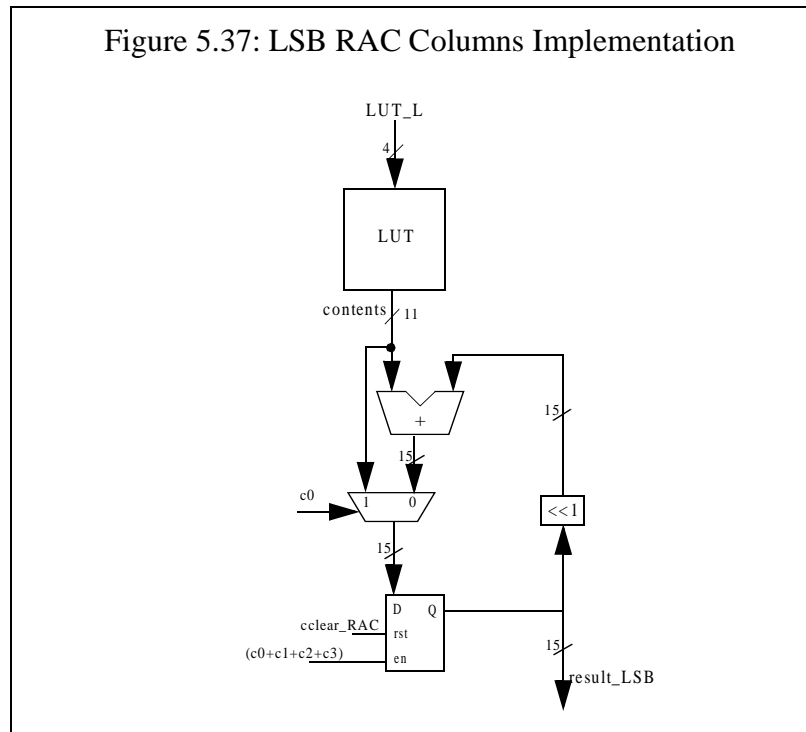 Figure 5.37: LSB RAC Columns Implementation
LUT_L
4
LUT
contents
11
15
+
15
c0
1
0
<<1
15
D
Q
cclear_RAC
rst
(c0+c1+c2+c3)
en
15
result_LSB